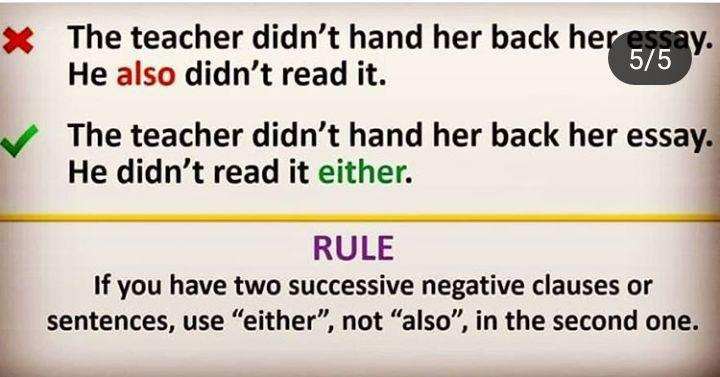 The teacher didn't hand her back her essay.
5/5
He also didn't read it.
The teacher didn't hand her back her essay.
He didn't read it either.
RULE
If you have two successive negative clauses or
sentences, use “either”, not “also”, in the second one.